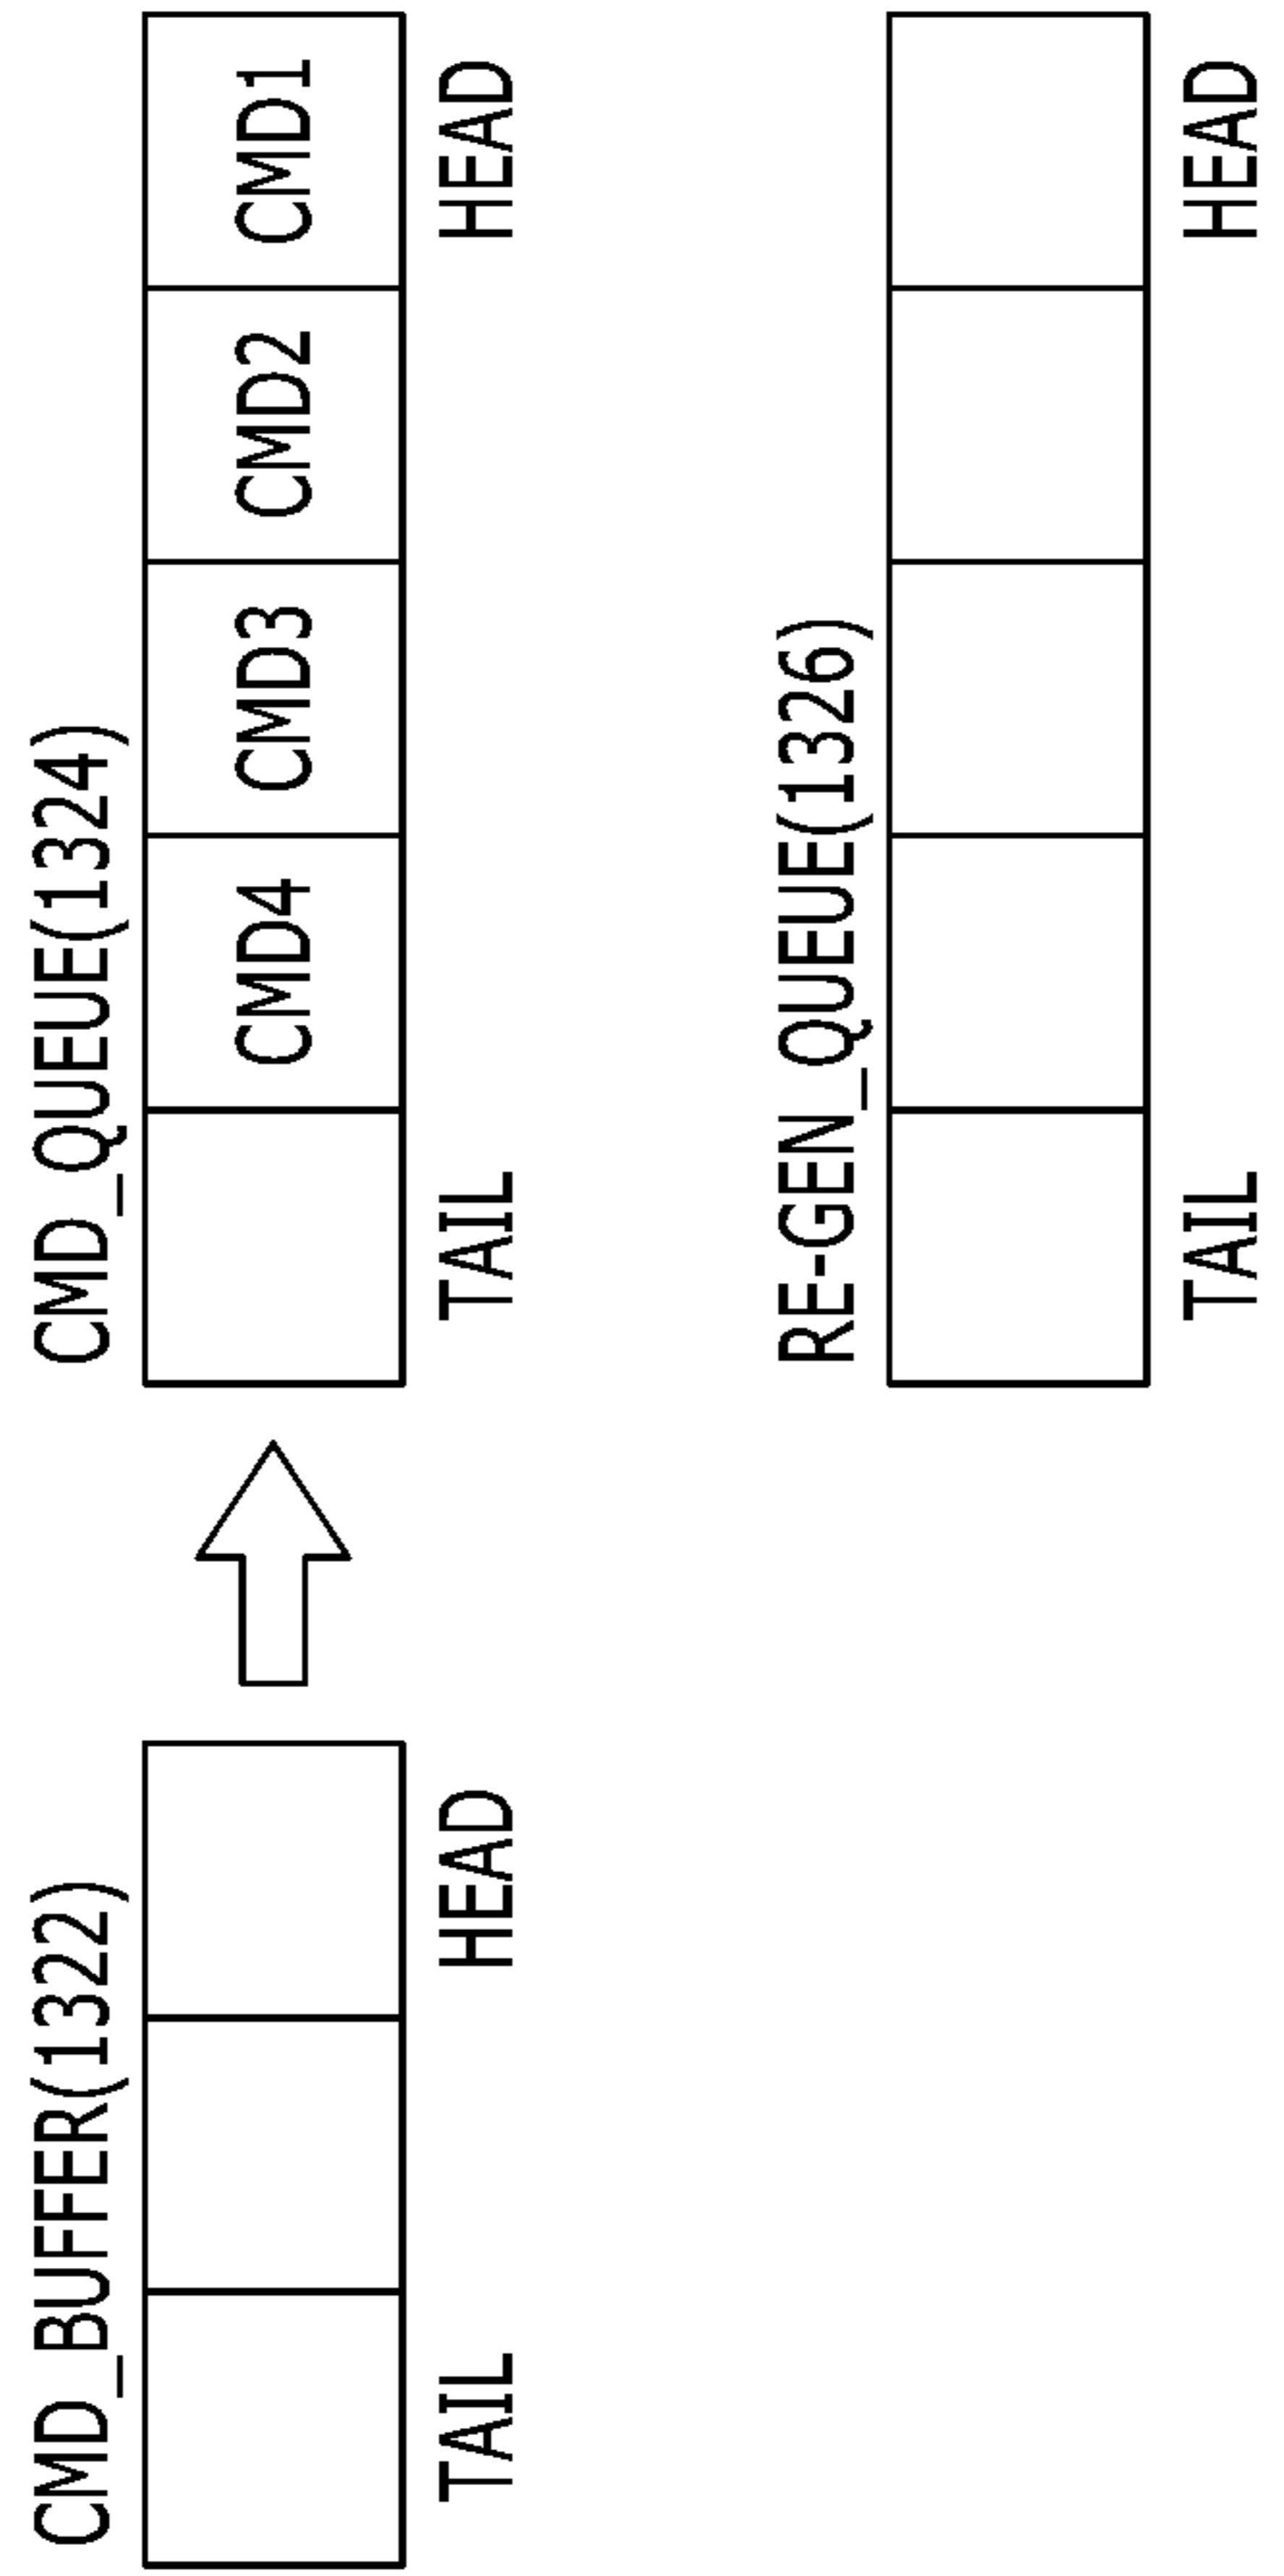 CMD_BUFFER(1322)
TAIL
HEAD
CMD_QUEUE(1324)
CMD4
CMD3
CMD2
CMD1
TAIL
HEAD
RE-GEN_QUEUE(1326)
TAIL
HEAD